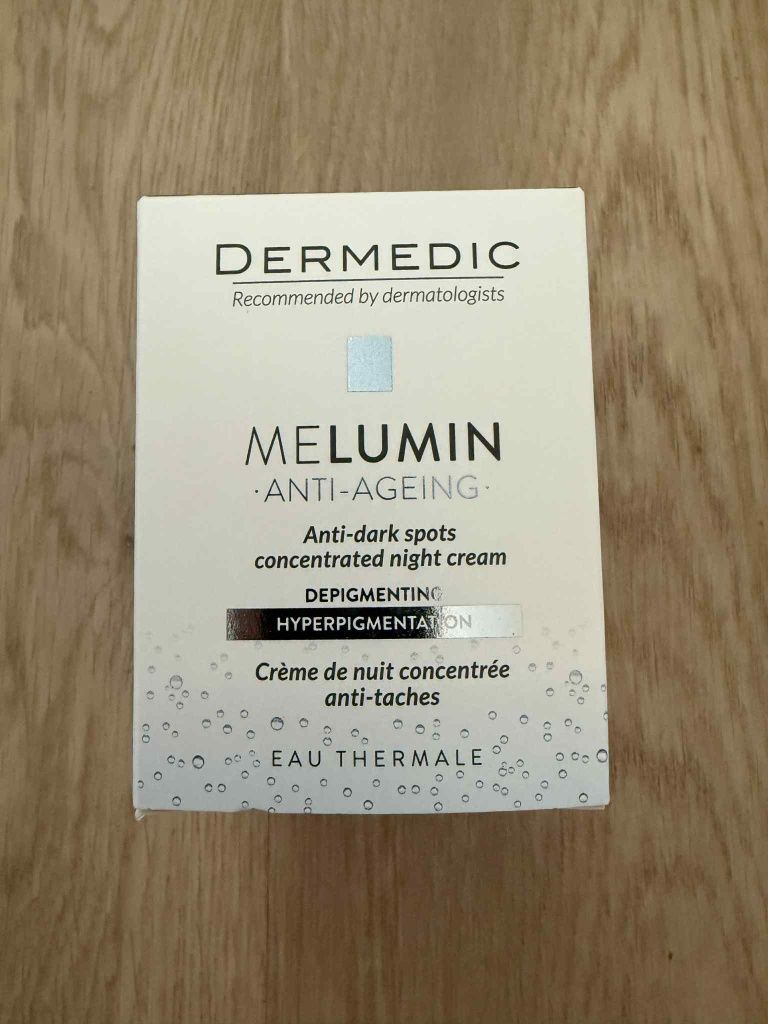 DERMEDIC
Recommended by dermatologists
MELUMIN
·ANTI-AGEING·
Anti-dark spots
concentrated night cream
DEPIGMENTING
HYPERPIGMENTATION
Crème de nuit concentrée
anti-taches
EAU THERMALE